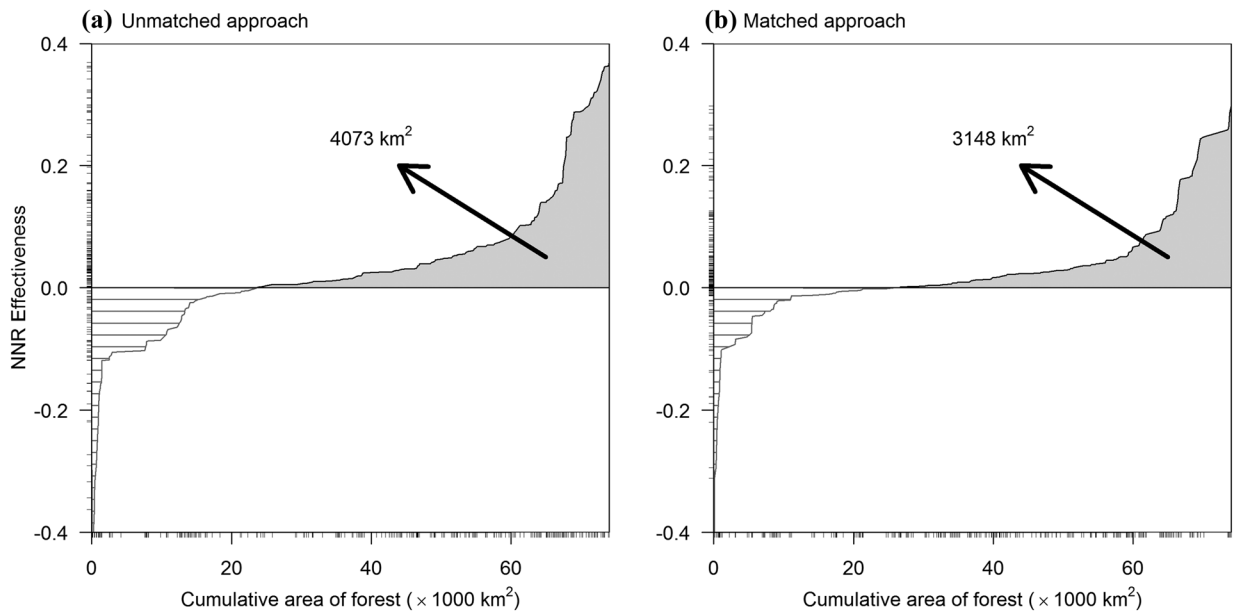 (a) Unmatched approach
0.4
0.2
0.0
-0.2
-0.4
NNR Effectiveness
4073 km²
0 20 40 60
Cumulative area of forest (×1000 km²)
(b) Matched approach
0.4
0.2
0.0
-0.2
-0.4
3148 km²
0 20 40 60
Cumulative area of forest (×1000 km²)